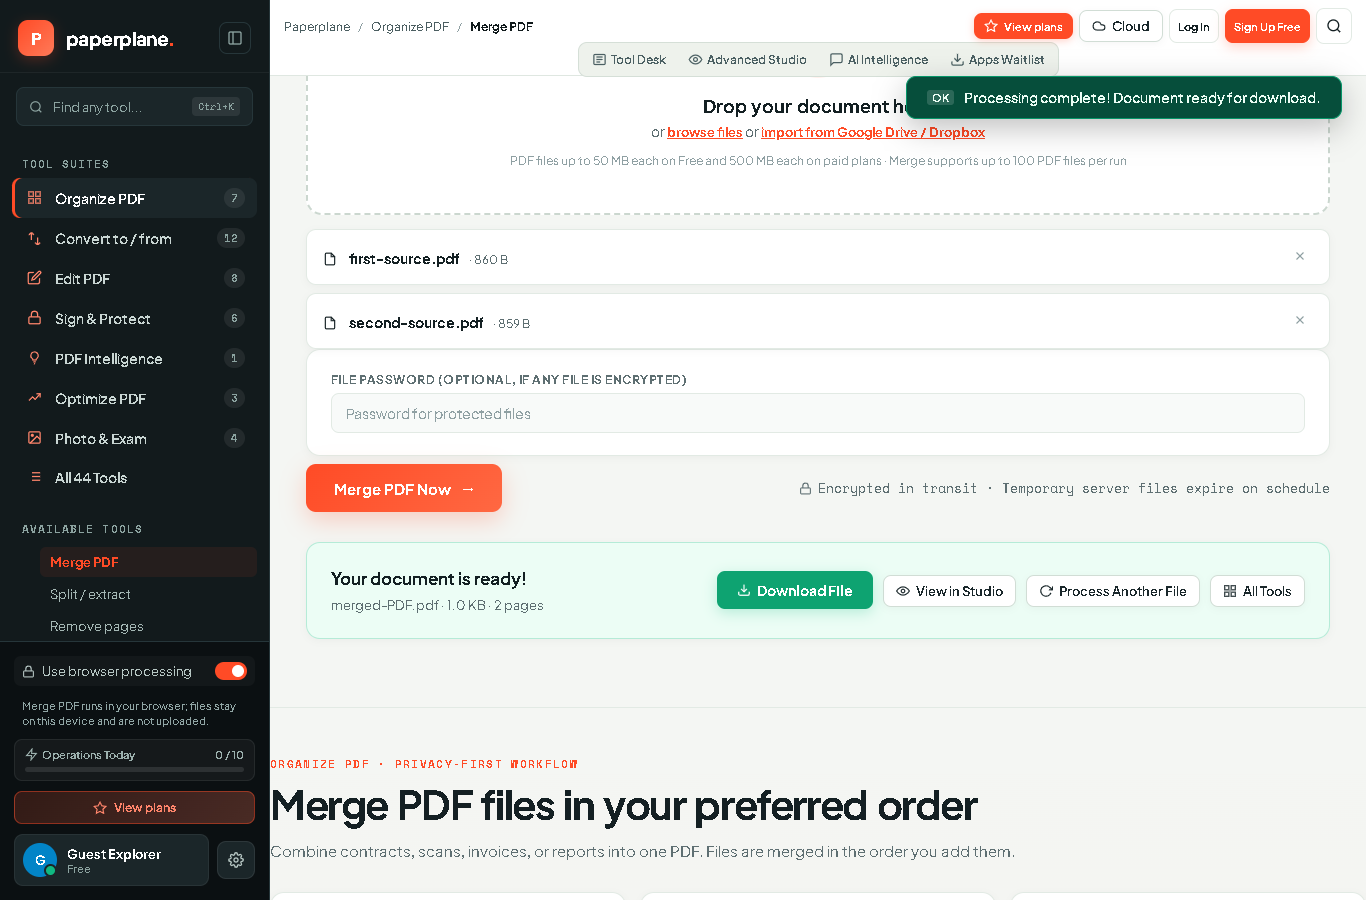 P paperplane.
Find any tool... Ctrl+K
TOOL SUITES
Organize PDF 7
Convert to / from 12
Edit PDF 8
Sign & Protect 6
PDF Intelligence 1
Optimize PDF 3
Photo & Exam 4
All 44 Tools
AVAILABLE TOOLS
Merge PDF
Split / extract
Remove pages
Use browser processing
Merge PDF runs in your browser; files stay
on this device and are not uploaded.
Operations Today 0 / 10
View plans
G Guest Explorer
Free
Paperplane / Organize PDF / Merge PDF
View plans Cloud Log In Sign Up Free
Tool Desk Advanced Studio AI Intelligence Apps Waitlist
OK Processing complete! Document ready for download.
Drop your document
or browse files or import from Google Drive / Dropbox
PDF files up to 50 MB each on Free and 500 MB each on paid plans · Merge supports up to 100 PDF files per run
first-source.pdf · 860 B ×
second-source.pdf · 859 B ×
FILE PASSWORD (OPTIONAL, IF ANY FILE IS ENCRYPTED)
Password for protected files
Merge PDF Now →
Encrypted in transit · Temporary server files expire on schedule
Your document is ready!
merged-PDF.pdf · 1.0 KB · 2 pages
Download File View in Studio Process Another File All Tools
ORGANIZE PDF · PRIVACY-FIRST WORKFLOW
Merge PDF files in your preferred order
Combine contracts, scans, invoices, or reports into one PDF. Files are merged in the order you add them.